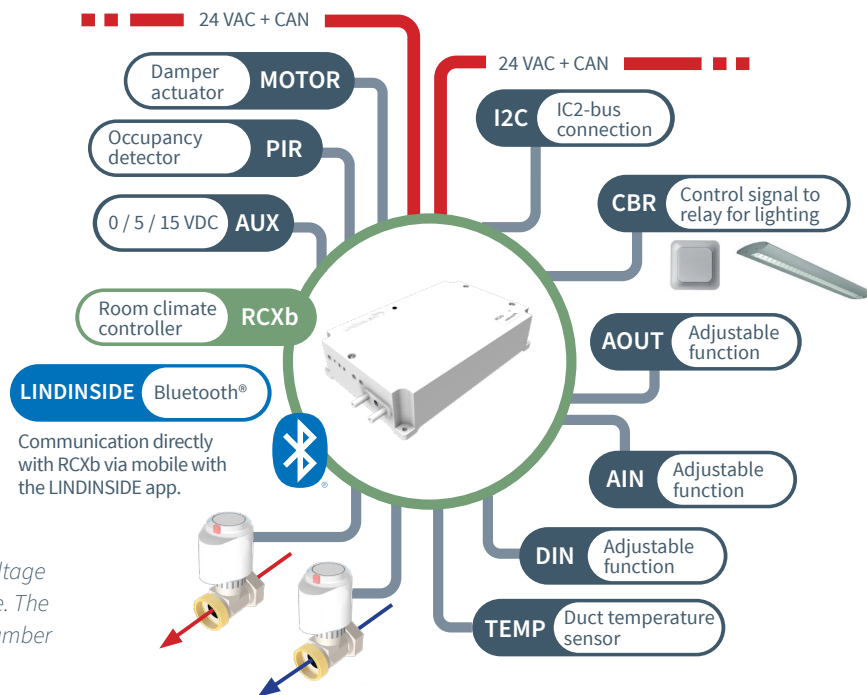 24 VAC + CAN
24 VAC + CAN
Damper
actuator
MOTOR
I2C
IC2-bus
connection
Occupancy
detector
PIR
CBR
Control signal to
relay for lighting
0 / 5 / 15 VDC
AUX
Room climate
controller
RCXb
AOUT
Adjustable
function
LINDINSIDE
Bluetooth®
Communication directly
with RCXb via mobile with
the LINDINSIDE app.
®
AIN
Adjustable
function
DIN
Adjustable
function
TEMP
Duct temperature
sensor